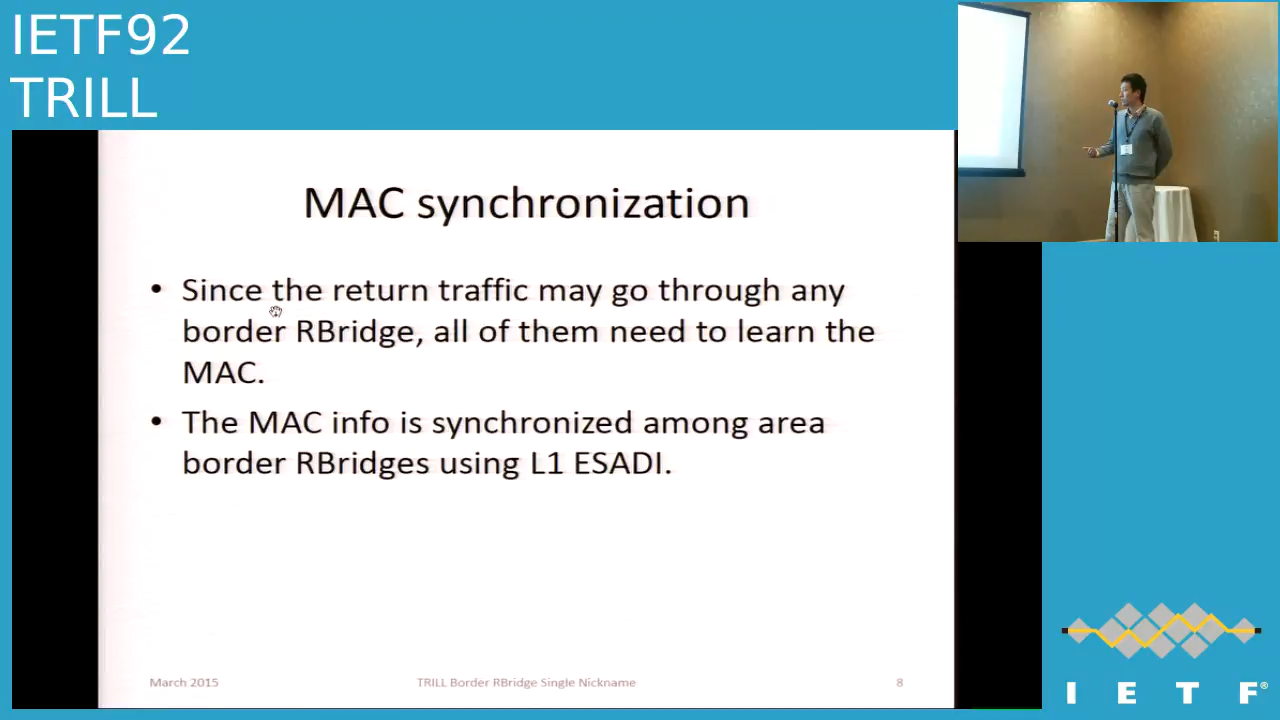 IETF92
TRILL
MAC synchronization
• Since the return traffic may go through any
border RBridge, all of them need to learn the
MAC.
• The MAC info is synchronized among area
border RBridges using L1 ESADI.
March 2015
TRILL Border RBridge Single Nickname
8
I E T F®